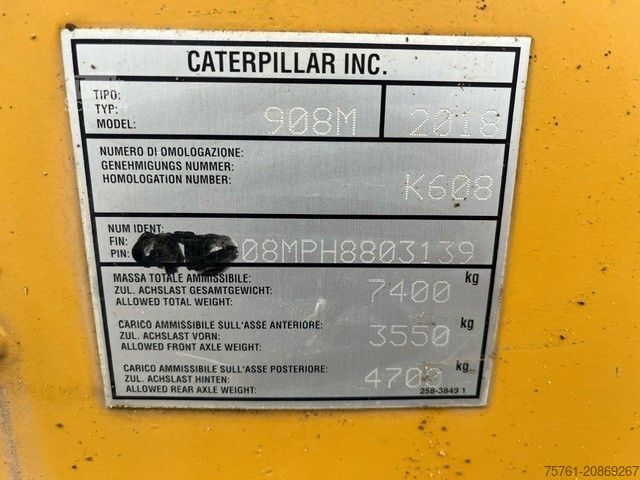 CATERPILLAR INC.
TIPO:
TYP:
MODEL: 908M 2018
NUMERO DI OMOLOGAZIONE:
GENEHMIGUNGS NUMMER:
HOMOLOGATION NUMBER: K608
NUM IDENT:
FIN:
PIN: 08MPH8803139
MASSA TOTALE AMMISSIBILE:
ZUL. ACHSLAST GESAMTGEWICHT: 7400 kg
ALLOWED TOTAL WEIGHT:
CARICO AMMISSIBILE SULL'ASSE ANTERIORE:
ZUL. ACHSLAST VORN: 3550 kg
ALLOWED FRONT AXLE WEIGHT:
CARICO AMMISSIBILE SULL'ASSE POSTERIORE:
ZUL. ACHSLAST HINTEN: 4700 kg
ALLOWED REAR AXLE WEIGHT:
258-3849 1
75761-20869267